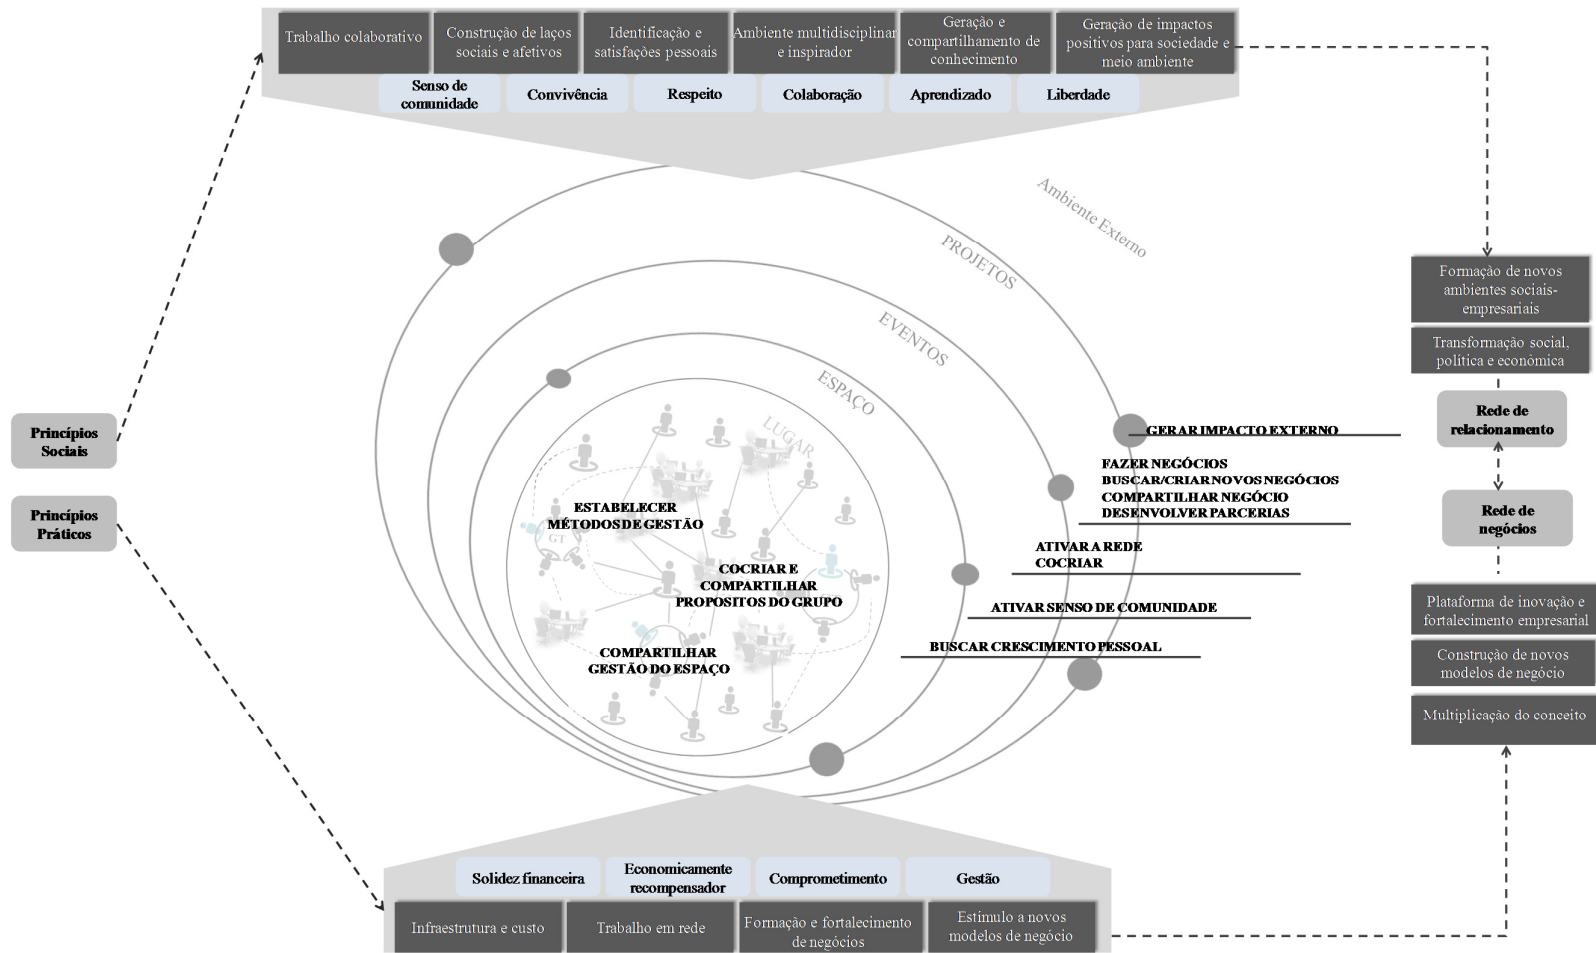 Trabalho colaborativo
Construção de laços
sociais e afetivos
Identificação e
satisfações pessoais
Ambiente multidisciplinar
e inspirador
Geração e
compartilhamento de
conhecimento
Geração de impactos
positivos para sociedade e
meio ambiente
Senso de
comunidade
Convivência
Respeito
Colaboração
Aprendizado
Liberdade
Ambiente Externo
PROJETOS
EVENTOS
ESPAÇO
LUGAR
Princípios
Sociais
Princípios
Práticos
ESTABELECER
MÉTODOS DE GESTÃO
GT
COCRIAR E
COMPARTILHAR
PROPOSITOS DO GRUPO
COMPARTILHAR
GESTÃO DO ESPAÇO
GERAR IMPACTO EXTERNO
FAZER NEGÓCIOS
BUSCAR/CRIAR NOVOS NEGÓCIOS
COMPARTILHAR NEGÓCIO
DESENVOLVER PARCERIAS
ATIVAR A REDE
COCRIAR
ATIVAR SENSO DE COMUNIDADE
BUSCAR CRESCIMENTO PESSOAL
Formação de novos
ambientes sociais-
empresariais
Transformação social,
política e econômica
Rede de
relacionamento
Rede de
negócios
Plataforma de inovação e
fortalecimento empresarial
Construção de novos
modelos de negócio
Multiplicação do conceito
Solidez financeira
Economicamente
recompensador
Comprometimento
Gestão
Infraestrutura e custo
Trabalho em rede
Formação e fortalecimento
de negócios
Estímulo a novos
modelos de negócio